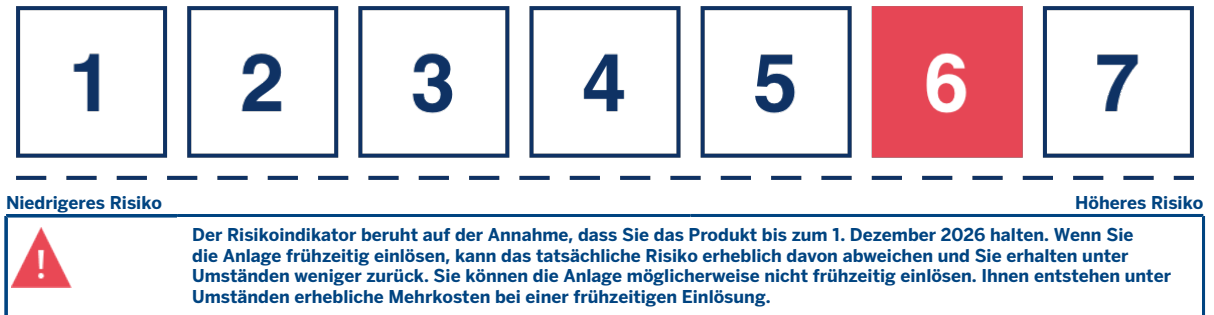 1 2 3 4 5 6 7
Niedrigeres Risiko Höheres Risiko
!
Der Risikoindikator beruht auf der Annahme, dass Sie das Produkt bis zum 1. Dezember 2026 halten. Wenn Sie
die Anlage frühzeitig einlösen, kann das tatsächliche Risiko erheblich davon abweichen und Sie erhalten unter
Umständen weniger zurück. Sie können die Anlage möglicherweise nicht frühzeitig einlösen. Ihnen entstehen unter
Umständen erhebliche Mehrkosten bei einer frühzeitigen Einlösung.